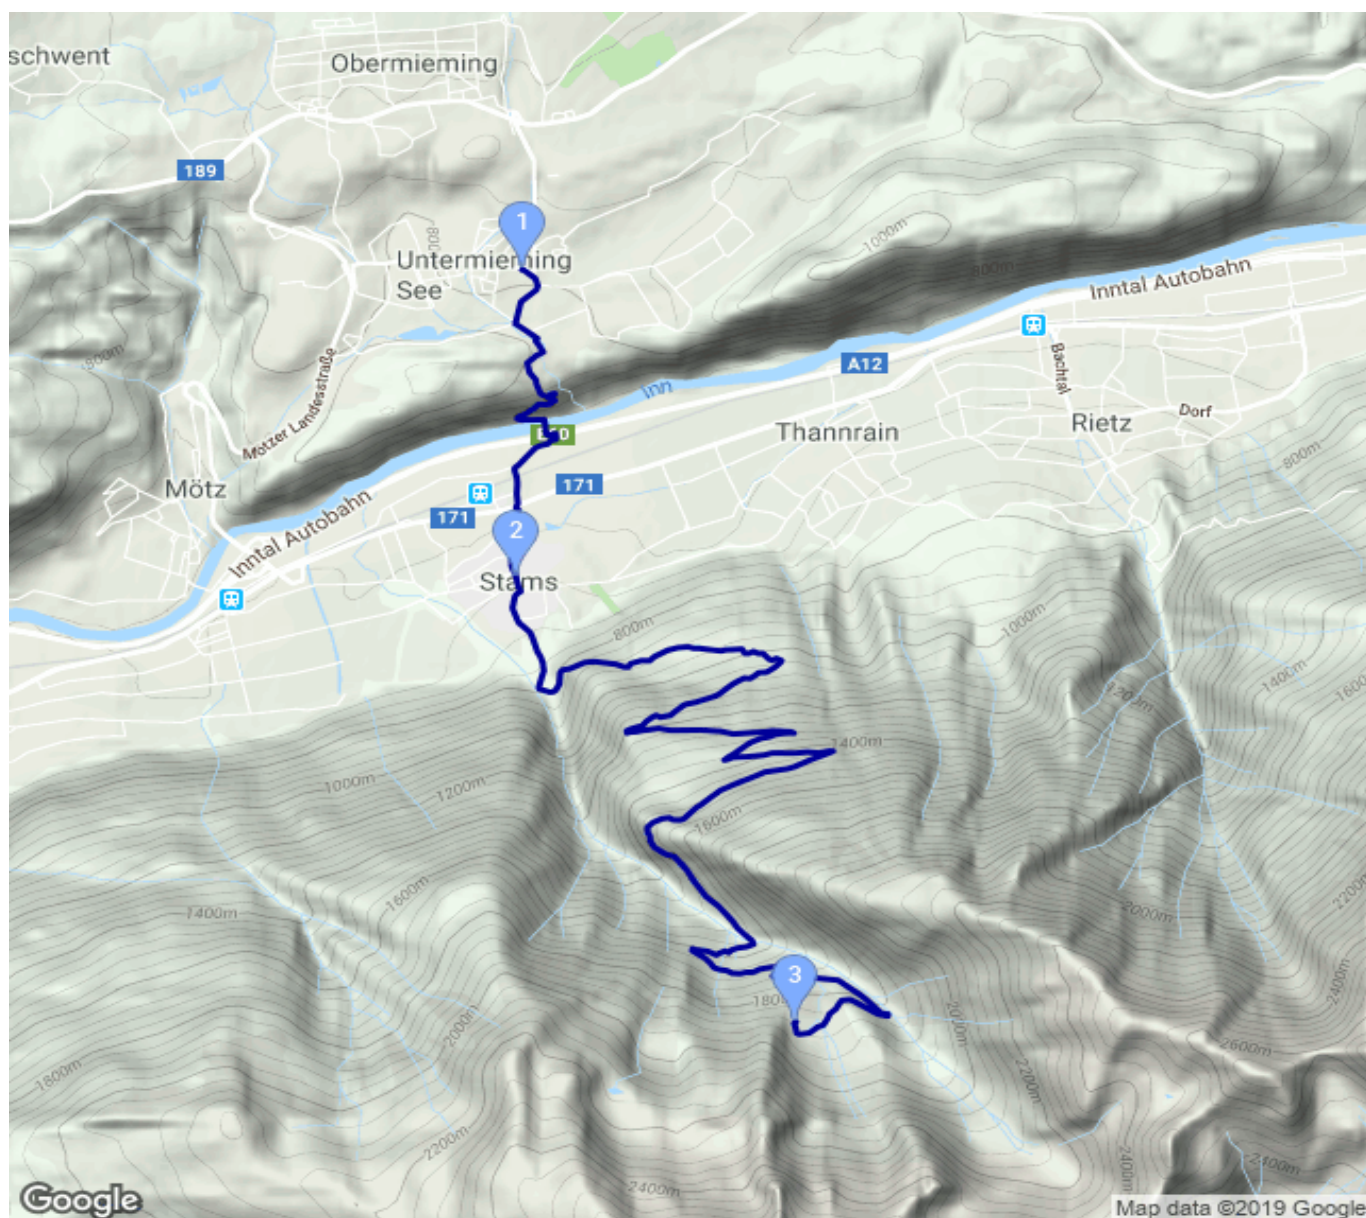 schwent
Obermieming
189
1
800
Untermieming
See
1000m
800m
Inntal Autobahn
800m
Motzer Landesstraße
Inn
A12
Bachtal
Rietz
Dorf
Thannrain
800m
Mötz
171
171
2
Inntal Autobahn
Stams
800m
1000m
1400m
1200m
1600
1400m
1000m
1200m
1600m
1600m
1400m
2000m
2200m
3
180
2000m
2000m
2400m
2600m
1800m
2200m
2200m
2400m
2400m
2400m
Google
Map data ©2019 Google